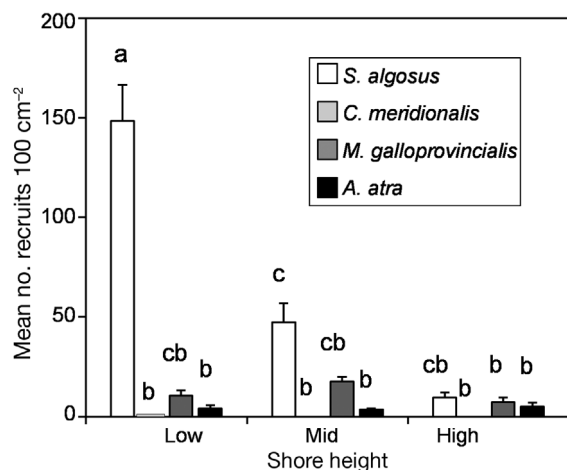 200
150
100
50
0
Mean no. recruits 100 cm⁻²
a
b
cb
b
c
b
cb
b
cb
b
b
b
S. algosus
C. meridionalis
M. galloprovincialis
A. atra
Low
Mid
High
Shore height